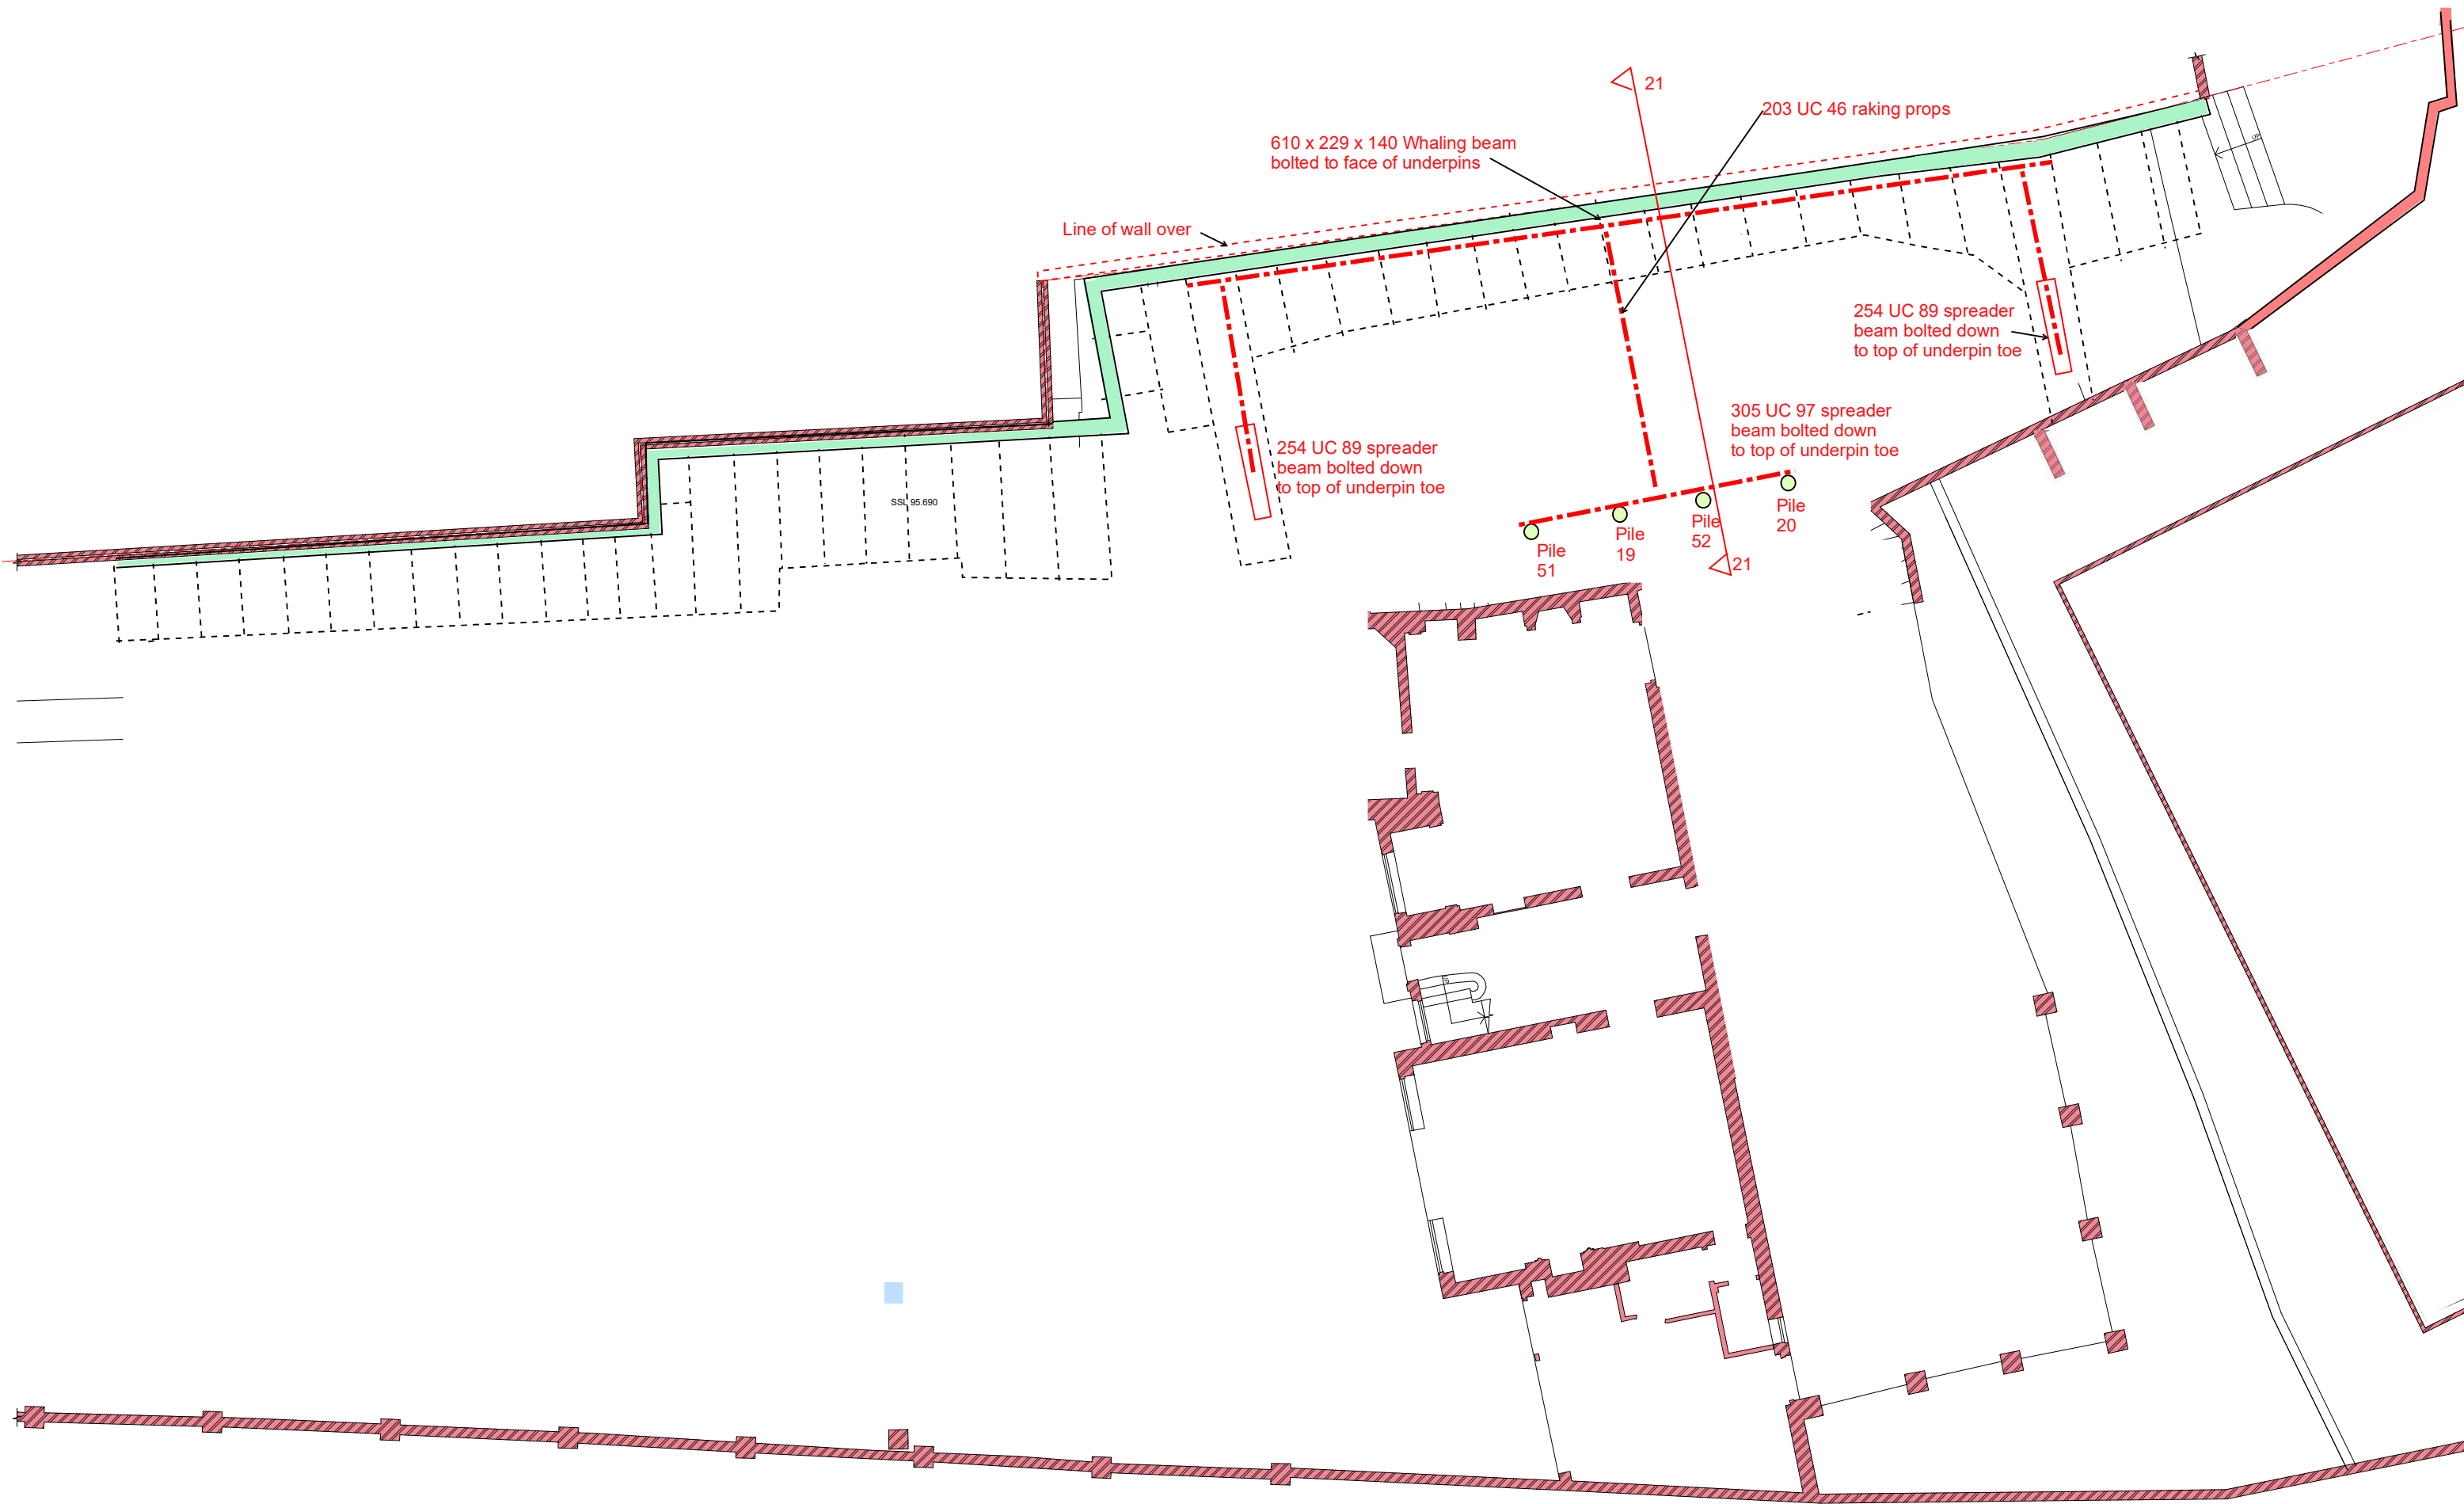 21
203 UC 46 raking props
610 x 229 x 140 Whaling beam
bolted to face of underpins
UP
Line of wall over
254 UC 89 spreader
beam bolted down
to top of underpin toe
305 UC 97 spreader
beam bolted down
to top of underpin toe
254 UC 89 spreader
beam bolted down
to top of underpin toe
SSL 95.690
Pile
20
Pile
52
Pile
19
Pile
51
21